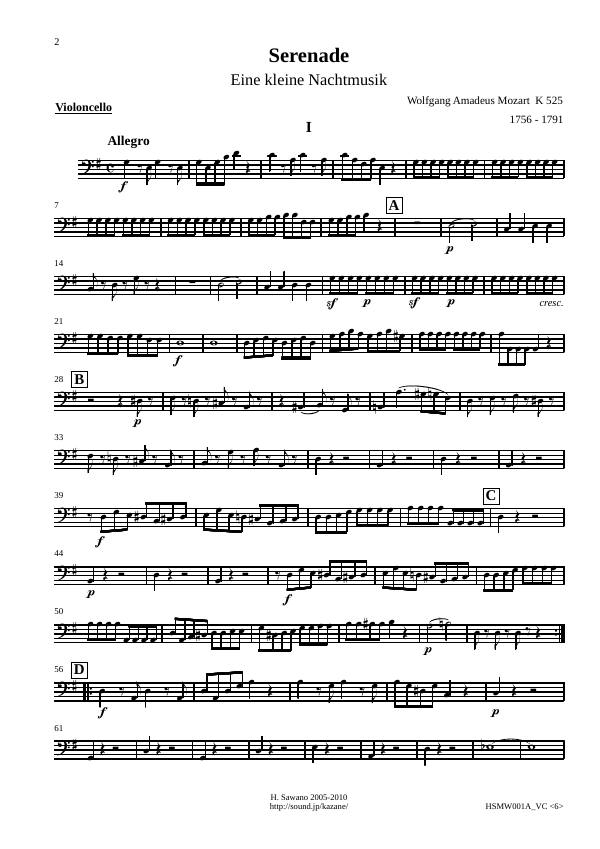 2
Serenade
Eine kleine Nachtmusik
Violoncello
Wolfgang Amadeus Mozart K 525
1756 - 1791
I
Allegro
f
7
A
p
14
sf p sf p cresc.
21
f
28 B
p
33
39
C
f
44
p f
50
p
56 D
f p
61
H. Sawano 2005-2010
http://sound.jp/kazane/
HSMW001A_VC <6>